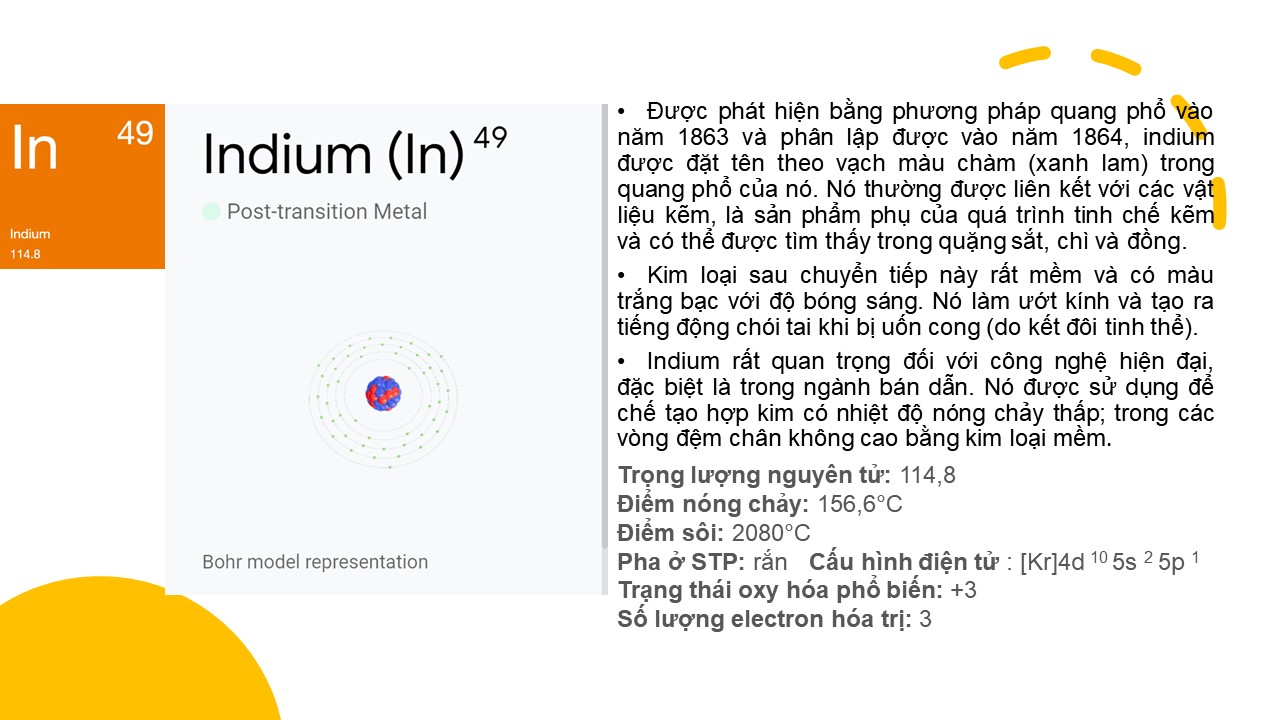 In 49
Indium
114.8
Indium (In) 49
Post-transition Metal
Bohr model representation
• Được phát hiện bằng phương pháp quang phổ vào
năm 1863 và phân lập được vào năm 1864, indium
được đặt tên theo vạch màu chàm (xanh lam) trong
quang phổ của nó. Nó thường được liên kết với các vật
liệu kẽm, là sản phẩm phụ của quá trình tinh chế kẽm
và có thể được tìm thấy trong quặng sắt, chì và đồng.
• Kim loại sau chuyển tiếp này rất mềm và có màu
trắng bạc với độ bóng sáng. Nó làm ướt kính và tạo ra
tiếng động chói tai khi bị uốn cong (do kết đôi tinh thể).
• Indium rất quan trọng đối với công nghệ hiện đại,
đặc biệt là trong ngành bán dẫn. Nó được sử dụng để
chế tạo hợp kim có nhiệt độ nóng chảy thấp; trong các
vòng đệm chân không cao bằng kim loại mềm.
Trọng lượng nguyên tử: 114,8
Điểm nóng chảy: 156,6°C
Điểm sôi: 2080°C
Pha ở STP: rắn Cấu hình điện tử : [Kr]4d 10 5s 2 5p 1
Trạng thái oxy hóa phổ biến: +3
Số lượng electron hóa trị: 3